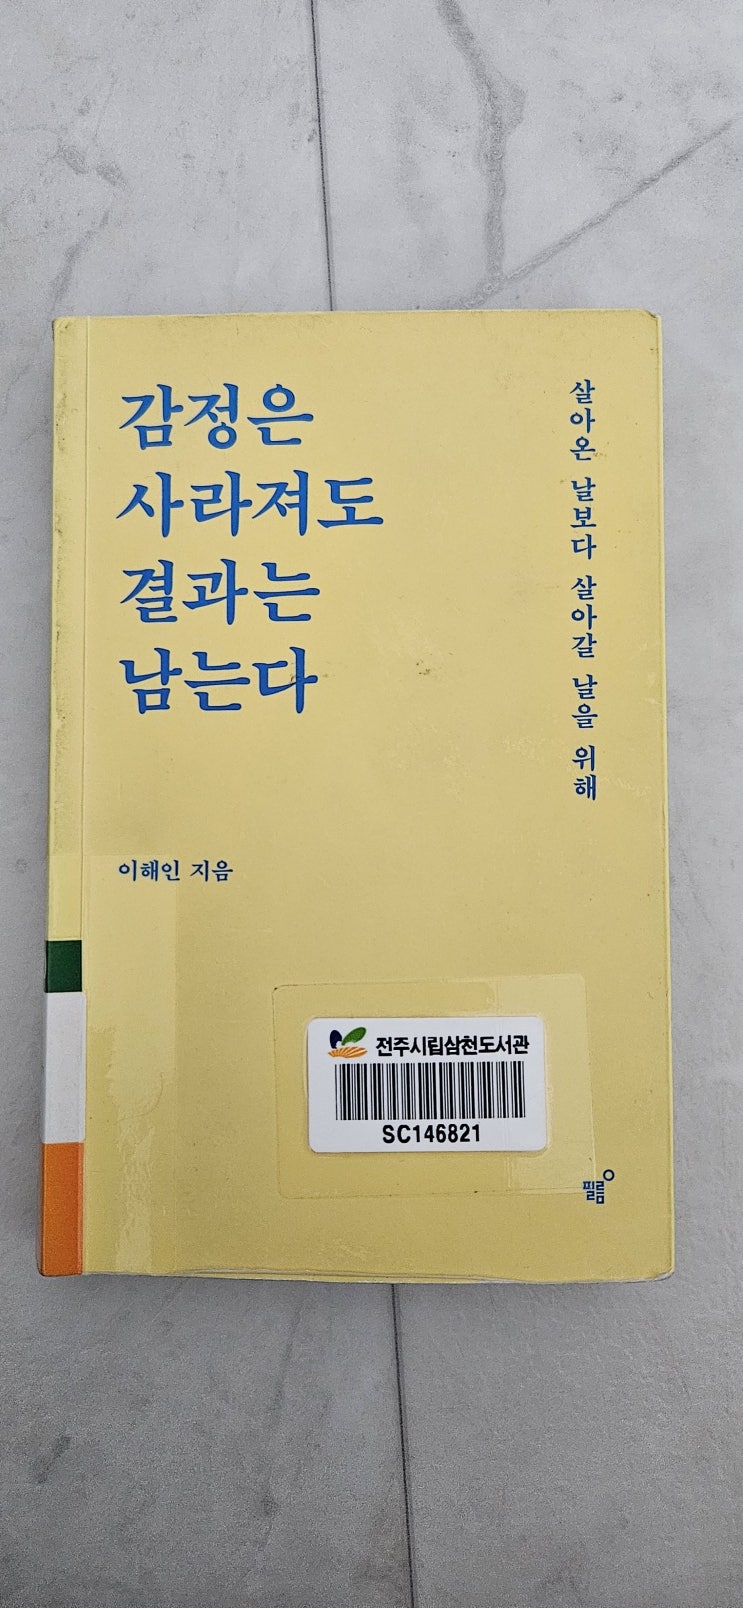 감정은
사라져도
결과는
남는다
살아온 날보다 살아갈 날을 위해
이해인 지음
전주시립삼천도서관
SC146821
필름